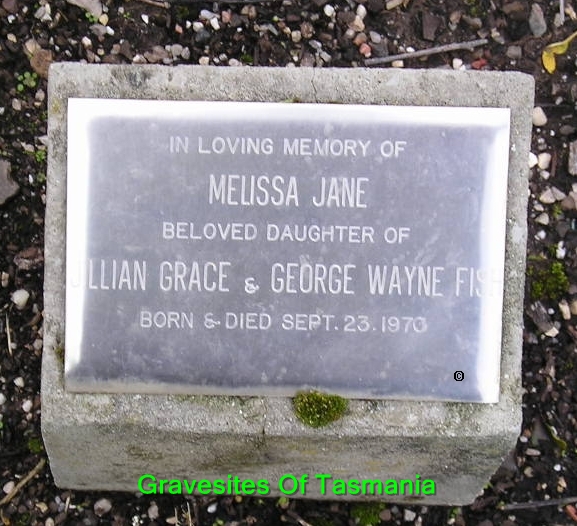 IN LOVING MEMORY OF
MELISSA JANE
BELOVED DAUGHTER OF
JILLIAN GRACE & GEORGE WAYNE FISH
BORN & DIED SEPT. 23.
©
Gravesites Of Tasmania